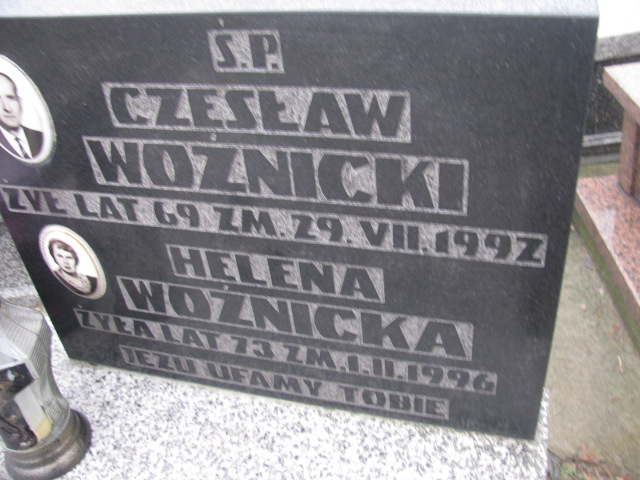 Ś.P.
CZESŁAW
WOŹNICKI
ŻYŁ LAT 69 ZM. 29. VII. 1992
HELENA
WOŹNICKA
ŻYŁA LAT 73 ZM. 1. II. 1996
JEZU UFAMY TOBIE